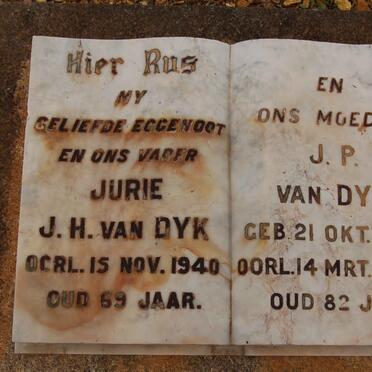 Hier Rus
MY
GELIEFDE EGGENOOT
EN ONS VADER
JURIE
J.H. VAN DYK
OORL. 15 NOV. 1940
OUD 69 JAAR.
EN
ONS MOED
J. P.
VAN DY
GEB. 21 OKT.
OORL. 14 MRT.
OUD 82 J